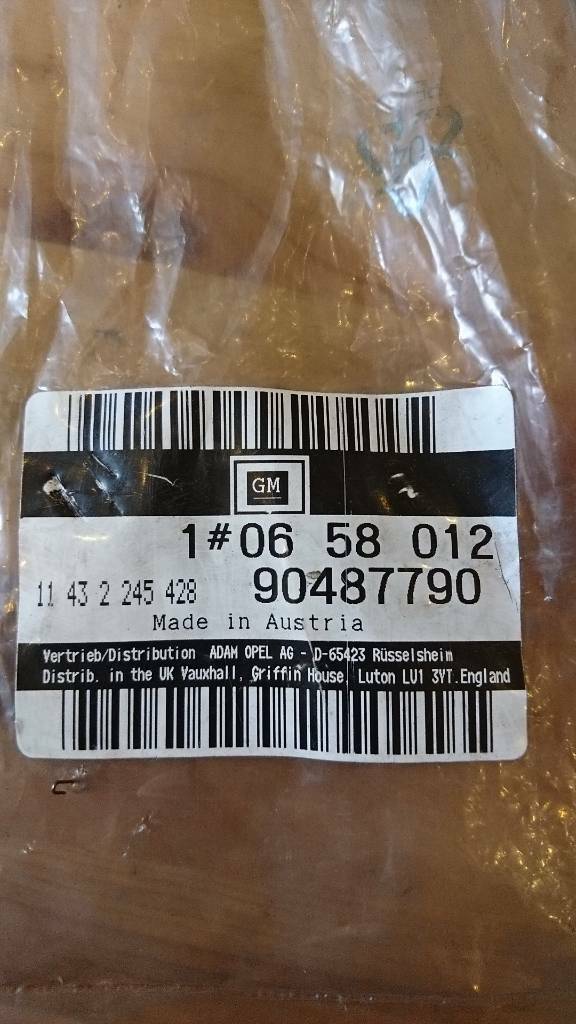 GM
1#06 58 012
11 43 2 245 428 90487790
Made in Austria
Vertrieb/Distribution ADAM OPEL AG - D-65423 Rüsselsheim
Distrib. in the UK Vauxhall, Griffin House, Luton LU1 3YT.England